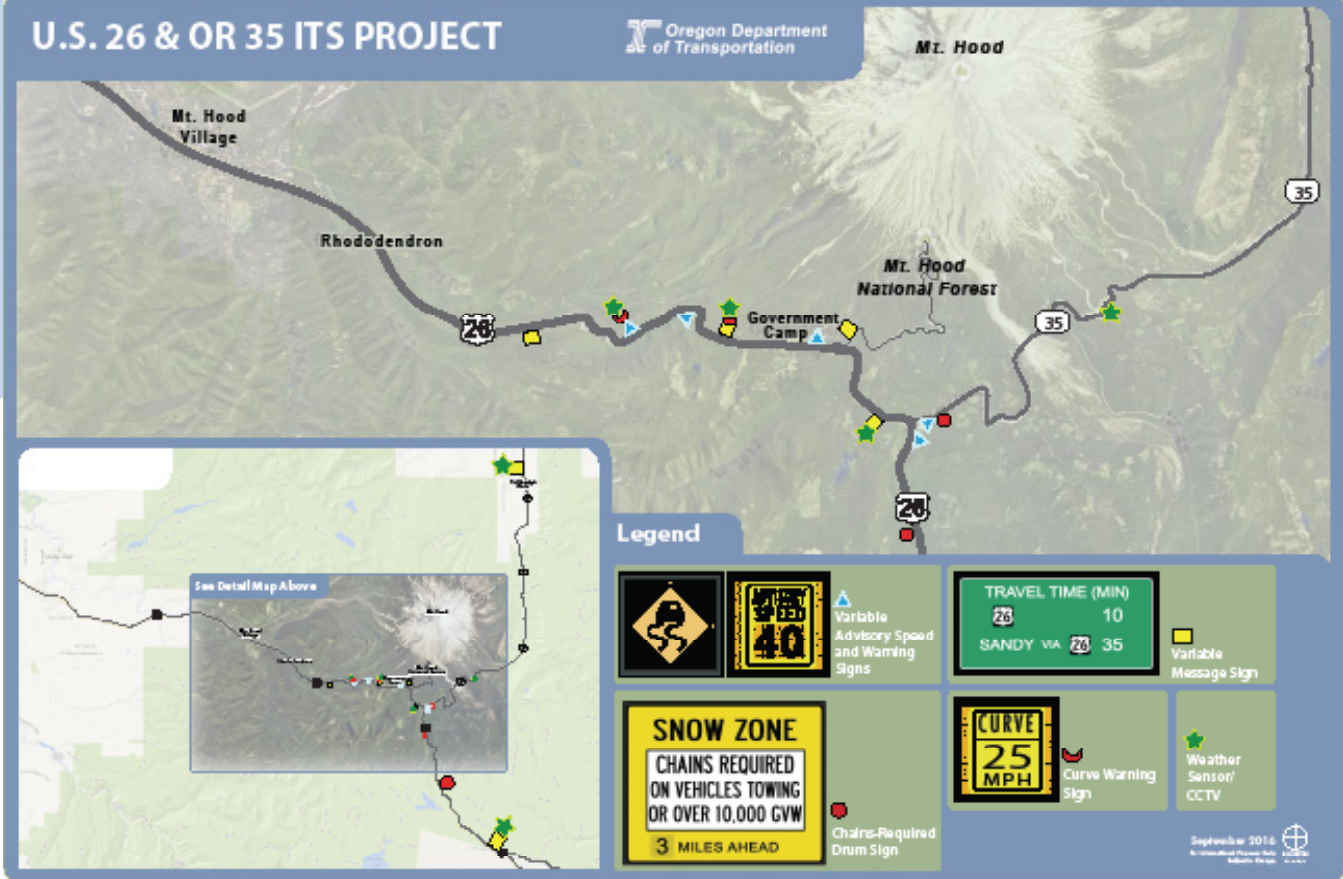 U.S. 26 & OR 35 ITS PROJECT
Oregon Department
of Transportation
Mt. Hood
Mt. Hood
Village
35
Rhododendron
Mt. Hood
National Forest
Government
Camp
26
35
26
See Detail Map Above
Legend
40
Variable
Advisory Speed
and Warning
Signs
TRAVEL TIME (MIN)
26 10
SANDY VIA 26 35
Variable
Message Sign
SNOW ZONE
CHAINS REQUIRED
ON VEHICLES TOWING
OR OVER 10,000 GVW
3 MILES AHEAD
Chains-Required
Drum Sign
CURVE
25
MPH
Curve Warning
Sign
Weather
Sensor/
CCTV
September 2016